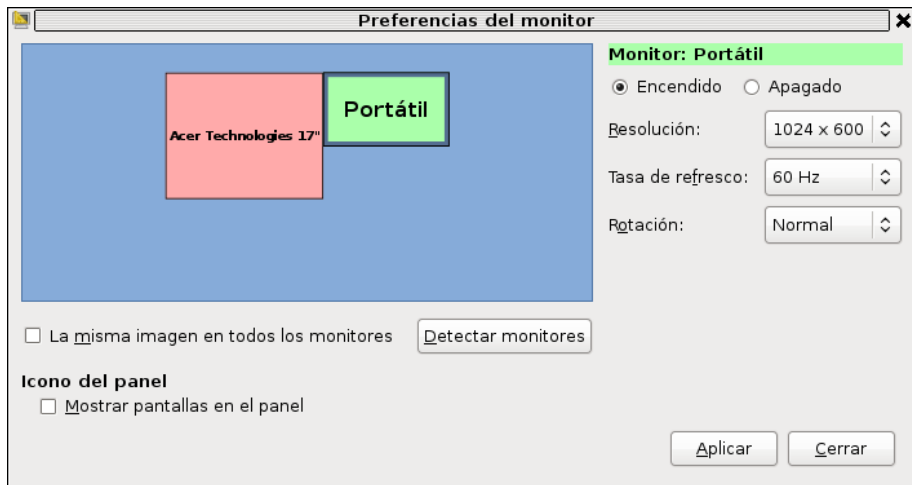 Preferencias del monitor
Acer Technologies 17"
Portátil
Monitor: Portátil
Encendido
Apagado
Resolución:
1024 x 600
Tasa de refresco:
60 Hz
Rotación:
Normal
La misma imagen en todos los monitores
Detectar monitores
Icono del panel
Mostrar pantallas en el panel
Aplicar
Cerrar